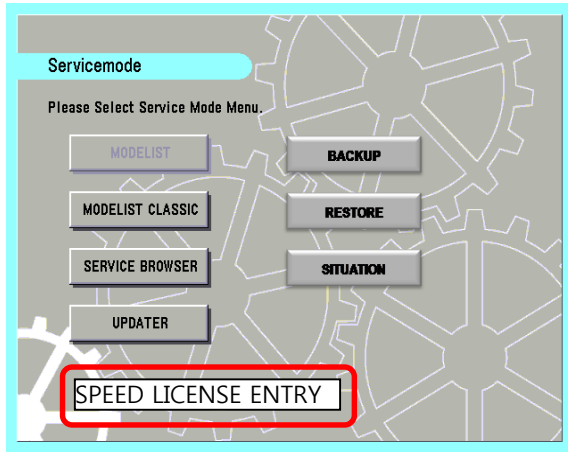 Servicemode
Please Select Service Mode Menu.
MODELIST
BACKUP
MODELIST CLASSIC
RESTORE
SERVICE BROWSER
SITUATION
UPDATER
SPEED LICENSE ENTRY